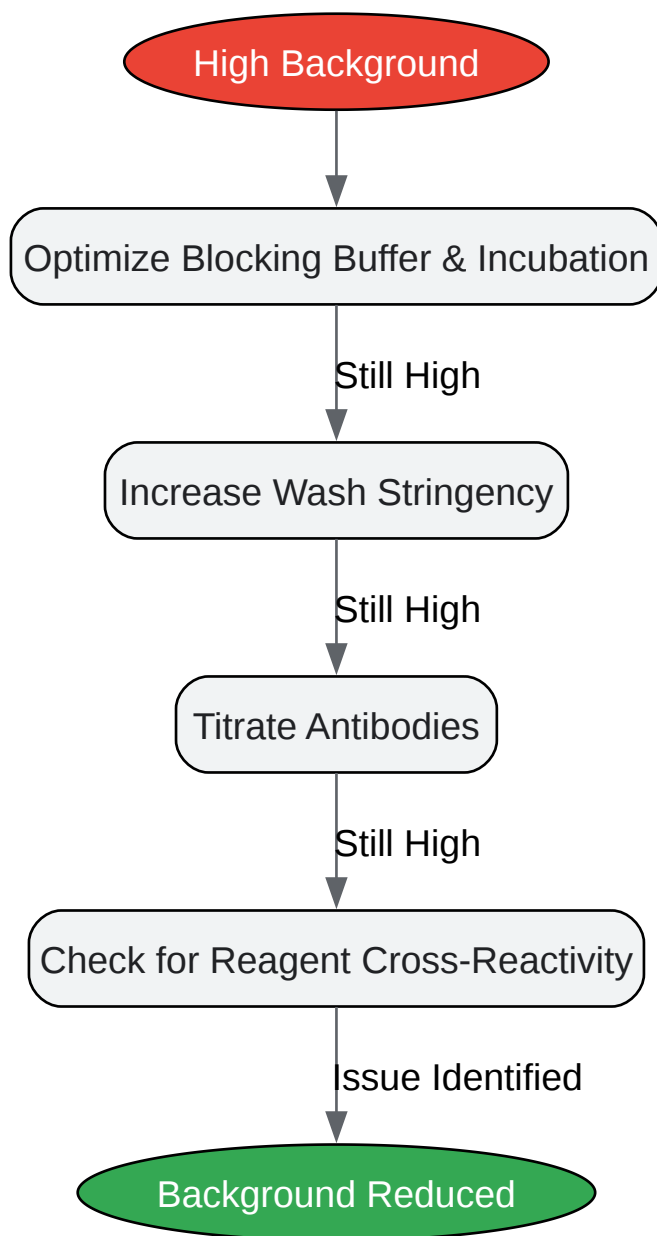 High Background
Optimize Blocking Buffer & Incubation
Still High
Increase Wash Stringency
Still High
Titrate Antibodies
Still High
Check for Reagent Cross-Reactivity
Issue Identified
Background Reduced